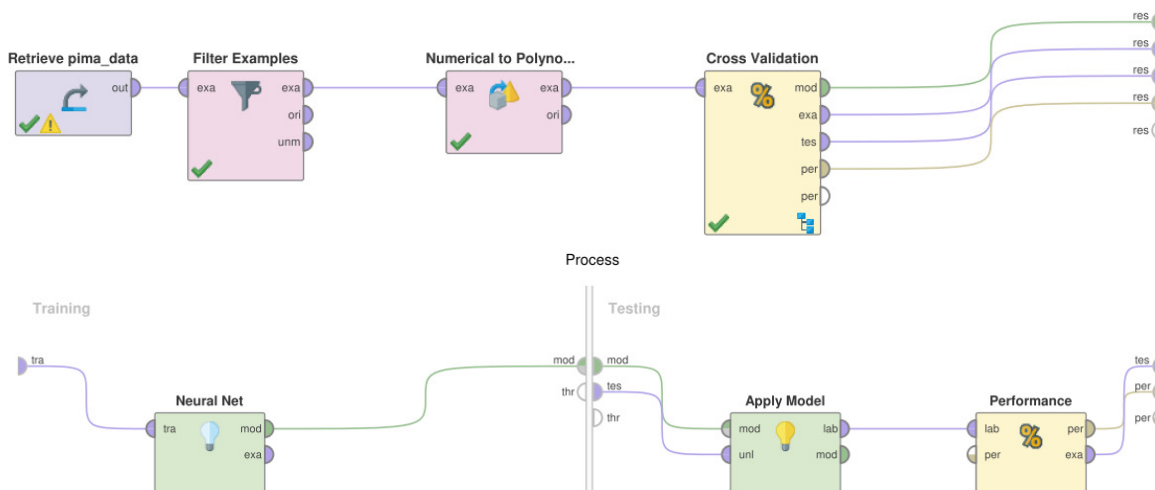 res
Retrieve pima_data Filter Examples Numerical to Polyno... Cross Validation
res
out exa exa exa exa exa mod res
ori ori exa
res
unm tes res
per
per
Process
Training Testing
tra mod mod tes
thr tes per
Neural Net Apply Model Performance
thr per
tra mod mod lab lab per
exa unl mod per exa